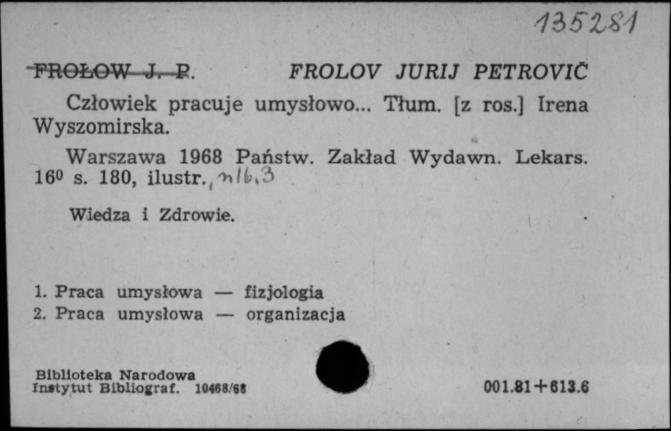 135281
FROŁOW J. P. FROLOV JURIJ PETROVIČ
Człowiek pracuje umysłowo... Tłum. [z ros.] Irena
Wyszomirska.
Warszawa 1968 Państw. Zakład Wydawn. Lekars.
16⁰ s. 180, ilustr., nlb. 3
Wiedza i Zdrowie.
1. Praca umysłowa — fizjologia
2. Praca umysłowa — organizacja
Biblioteka Narodowa
Instytut Bibliograf. 10468/68 001.81+613.6